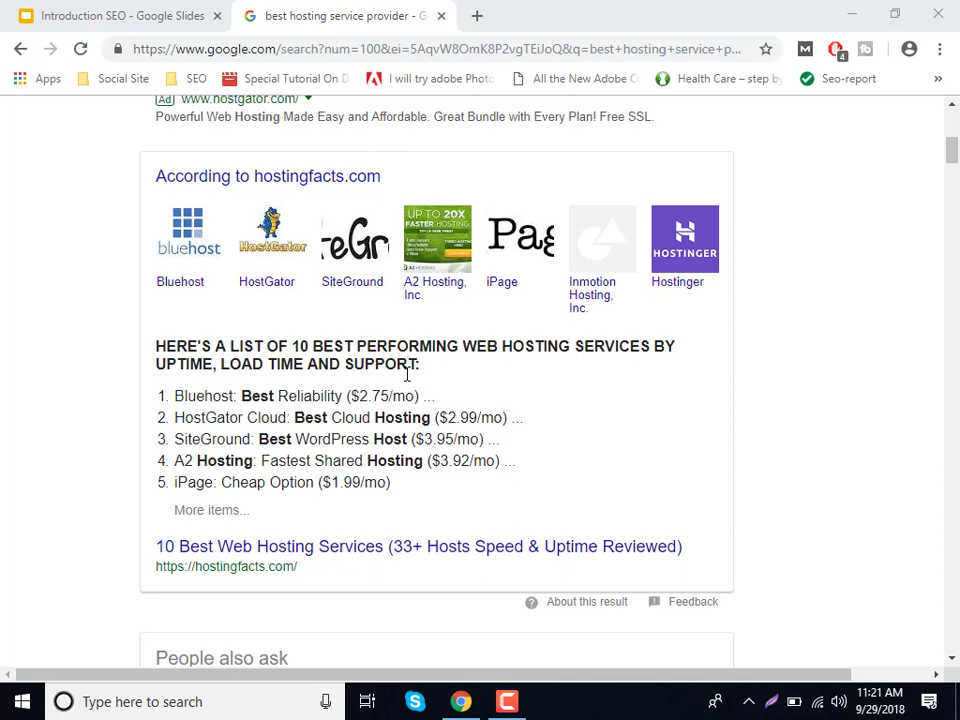 Introduction SEO - Google Slides
best hosting service provider - G
https://www.google.com/search?num=100&ei=5AqvW8OmK8P2vgTEiJoQ&q=best+hosting+service+p...
M
4
tb
Apps
Social Site
SEO
Special Tutorial On D
I will try adobe Photo
All the New Adobe C
Health Care – step by
Seo-report
»
Ad www.hostgator.com/
Powerful Web Hosting Made Easy and Affordable. Great Bundle with Every Plan! Free SSL.
According to hostingfacts.com
bluehost
HostGator
teGr
UP TO 20X
FASTER HOSTING
A2 HOSTING
Pag
HOSTINGER
Bluehost
HostGator
SiteGround
A2 Hosting,
Inc.
iPage
Inmotion
Hosting,
Inc.
Hostinger
HERE'S A LIST OF 10 BEST PERFORMING WEB HOSTING SERVICES BY
UPTIME, LOAD TIME AND SUPPORT:
1. Bluehost: Best Reliability ($2.75/mo) ...
2. HostGator Cloud: Best Cloud Hosting ($2.99/mo) ...
3. SiteGround: Best WordPress Host ($3.95/mo) ...
4. A2 Hosting: Fastest Shared Hosting ($3.92/mo) ...
5. iPage: Cheap Option ($1.99/mo)
More items...
10 Best Web Hosting Services (33+ Hosts Speed & Uptime Reviewed)
https://hostingfacts.com/
About this result
Feedback
People also ask
Type here to search
11:21 AM
9/29/2018